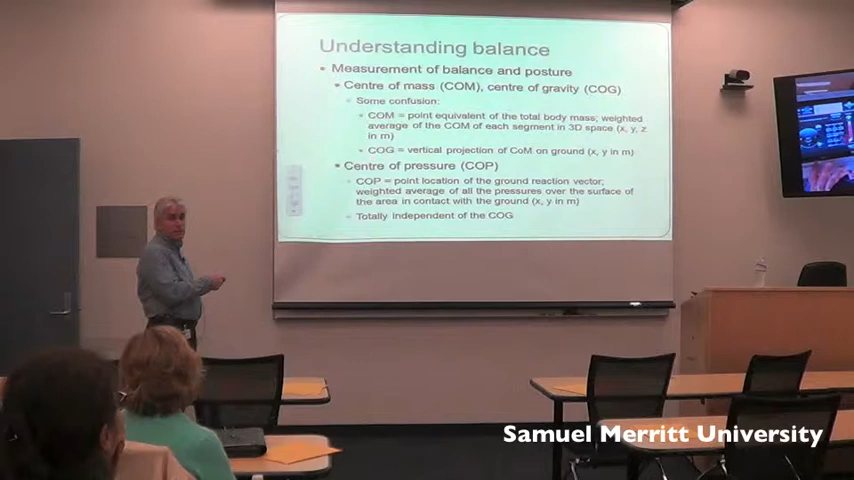 Understanding balance
• Measurement of balance and posture
• Centre of mass (COM), centre of gravity (COG)
Some confusion:
COM = point equivalent of the total body mass; weighted
average of the COM of each segment in 3D space (x, y, z
in m)
COG = vertical projection of CoM on ground (x, y in m)
• Centre of pressure (COP)
COP = point location of the ground reaction vector;
weighted average of all the pressures over the surface of
the area in contact with the ground (x, y in m)
Totally independent of the COG
Samuel Merritt University